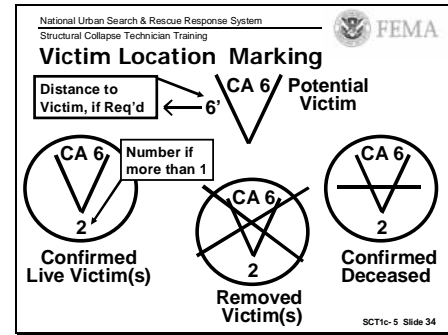 National Urban Search & Rescue Response System
Structural Collapse Technician Training
FEMA
Victim Location Marking
Distance to
Victim, if Req'd
6'
CA 6
Potential
Victim
CA 6
2
Number if
more than 1
Confirmed
Live Victim(s)
CA 6
2
Removed
Victim(s)
CA 6
2
Confirmed
Deceased
SCT1c- 5 Slide 34